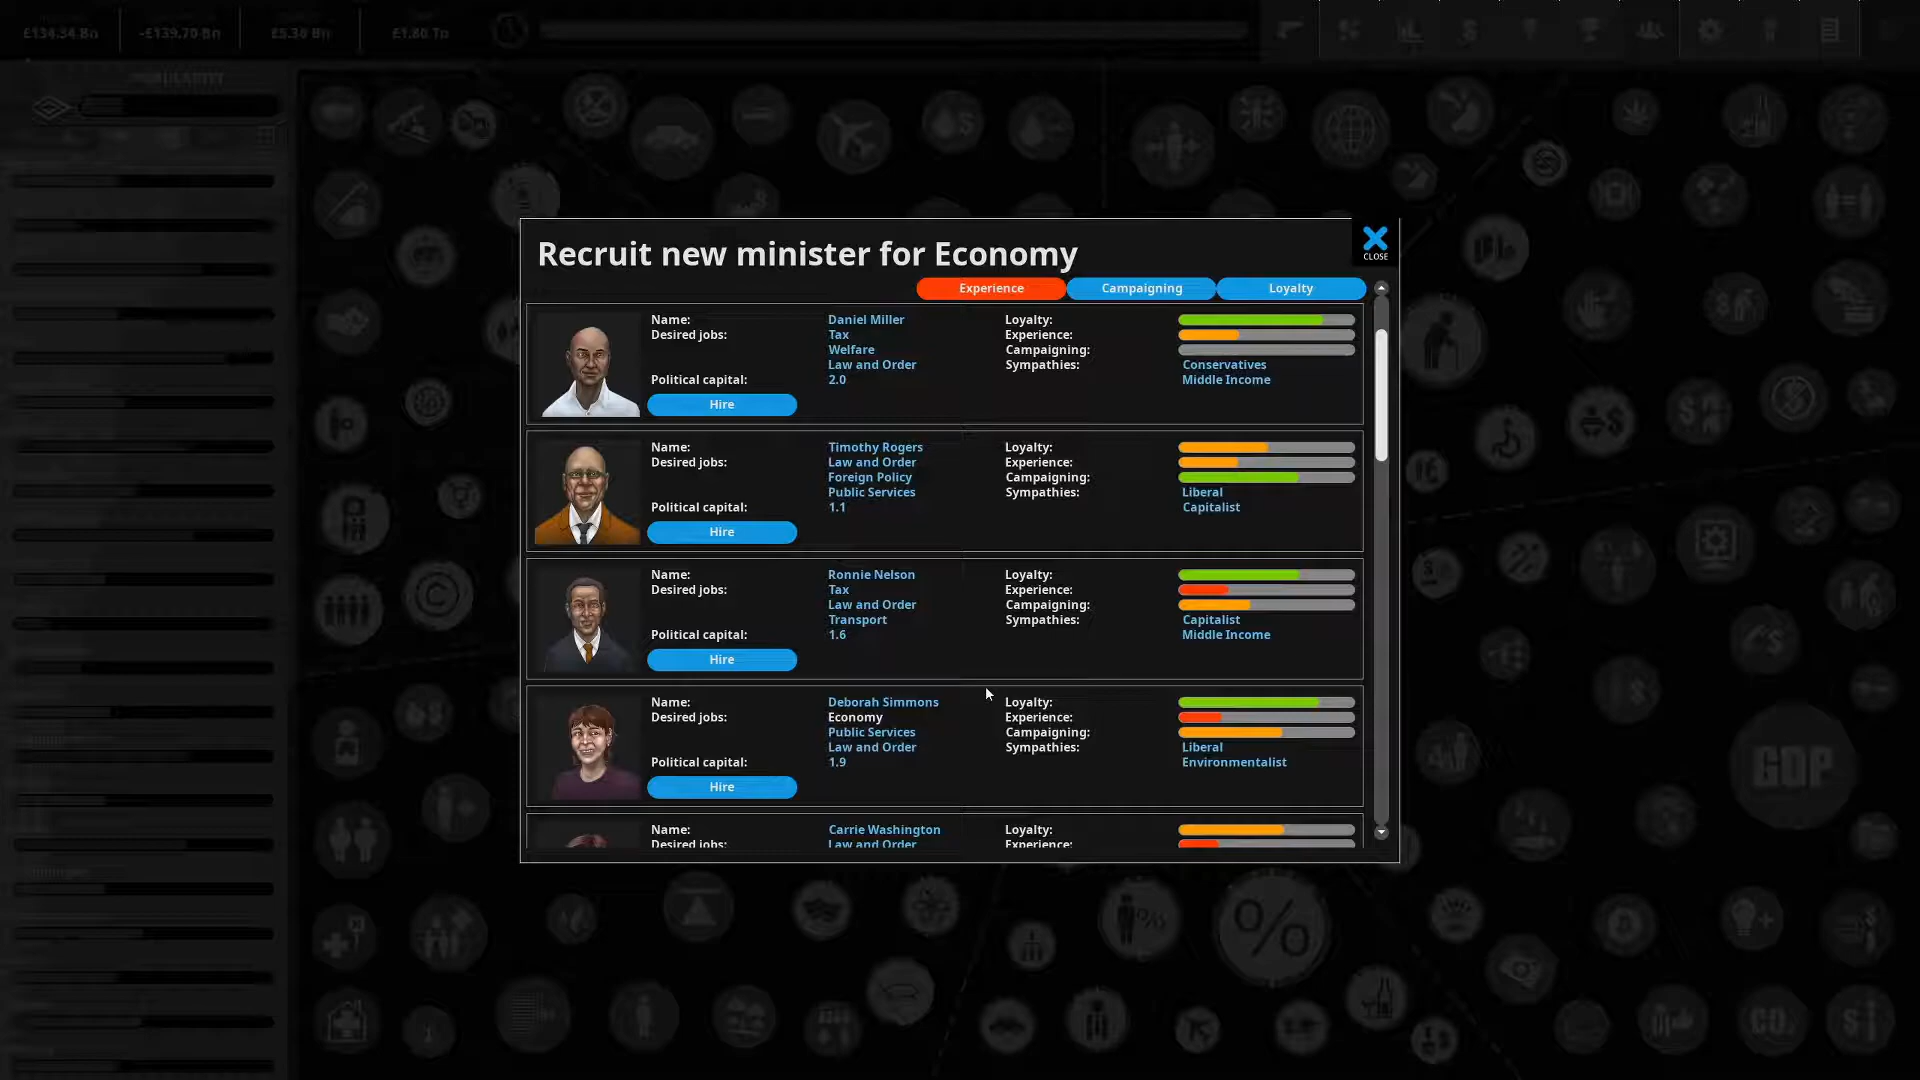 £134.54 Bn -£139.70 Bn £5.30 Bn £1.80 Tn
Recruit new minister for Economy
CLOSE
Experience Campaigning Loyalty
Name: Daniel Miller Loyalty:
Desired jobs: Tax Experience:
Welfare Campaigning:
Law and Order Sympathies: Conservatives
Political capital: 2.0 Middle Income
Hire
Name: Timothy Rogers Loyalty:
Desired jobs: Law and Order Experience:
Foreign Policy Campaigning:
Public Services Sympathies: Liberal
Political capital: 1.1 Capitalist
Hire
Name: Ronnie Nelson Loyalty:
Desired jobs: Tax Experience:
Law and Order Campaigning:
Transport Sympathies: Capitalist
Political capital: 1.6 Middle Income
Hire
Name: Deborah Simmons Loyalty:
Desired jobs: Economy Experience:
Public Services Campaigning:
Law and Order Sympathies: Liberal
Political capital: 1.9 Environmentalist
Hire
Name: Carrie Washington Loyalty:
Desired jobs: Law and Order Experience:
GDP
%